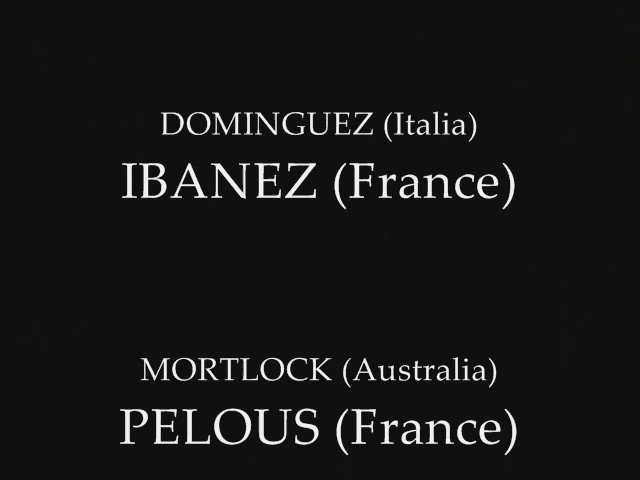 DOMINGUEZ (Italia)
IBANEZ (France)
MORTLOCK (Australia)
PELOUS (France)